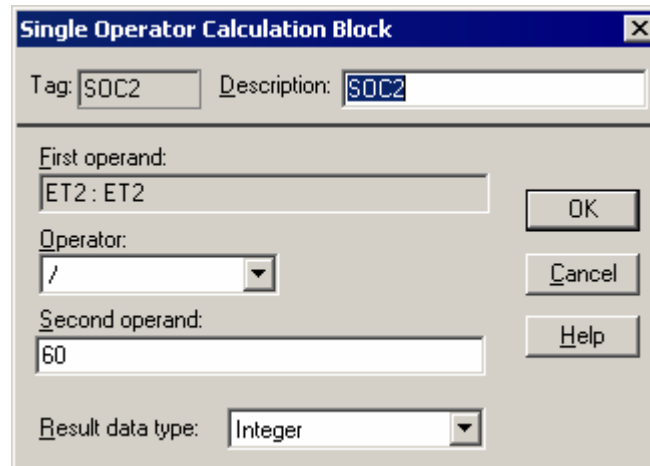 Single Operator Calculation Block
Tag: SOC2 Description: SOC2
First operand:
ET2 : ET2
OK
Operator:
/
Cancel
Second operand:
60
Help
Result data type: Integer